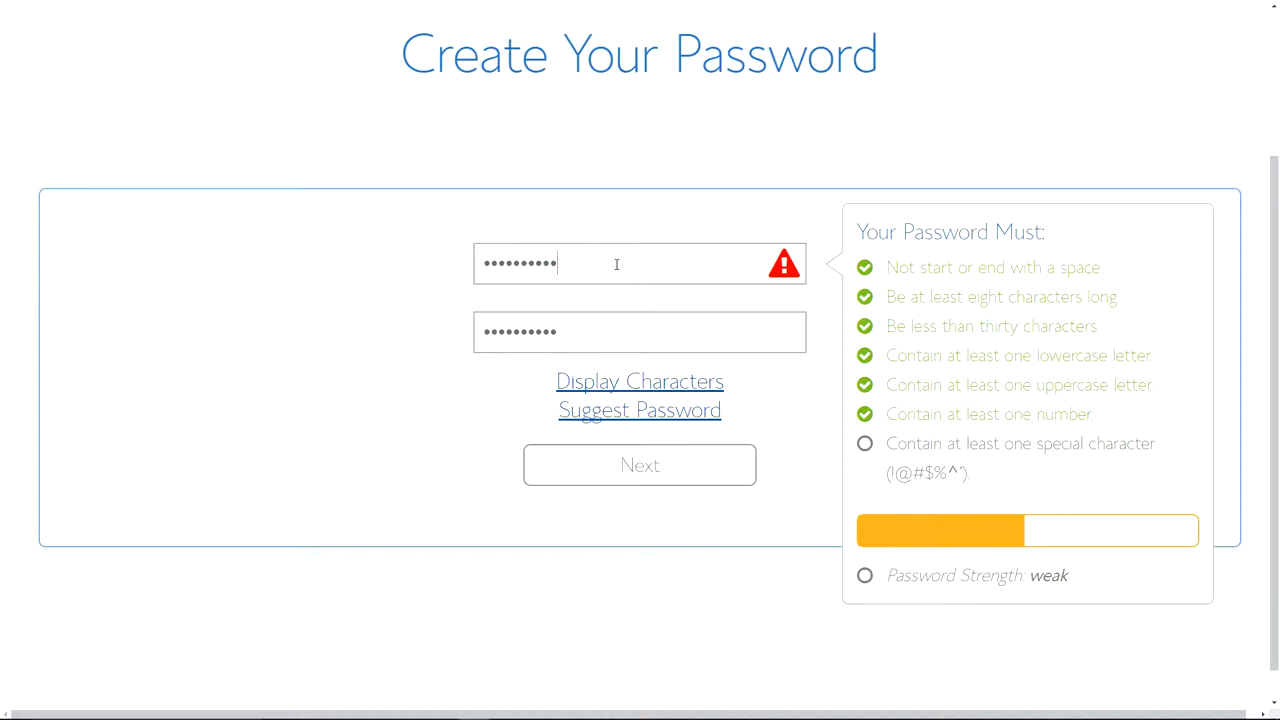 Create Your Password
••••••••••
••••••••••
Display Characters
Suggest Password
Next
Your Password Must:
Not start or end with a space.
Be at least eight characters long.
Be less than thirty characters.
Contain at least one lowercase letter.
Contain at least one uppercase letter.
Contain at least one number.
Contain at least one special character
(!@#$%^*).
Password Strength: weak